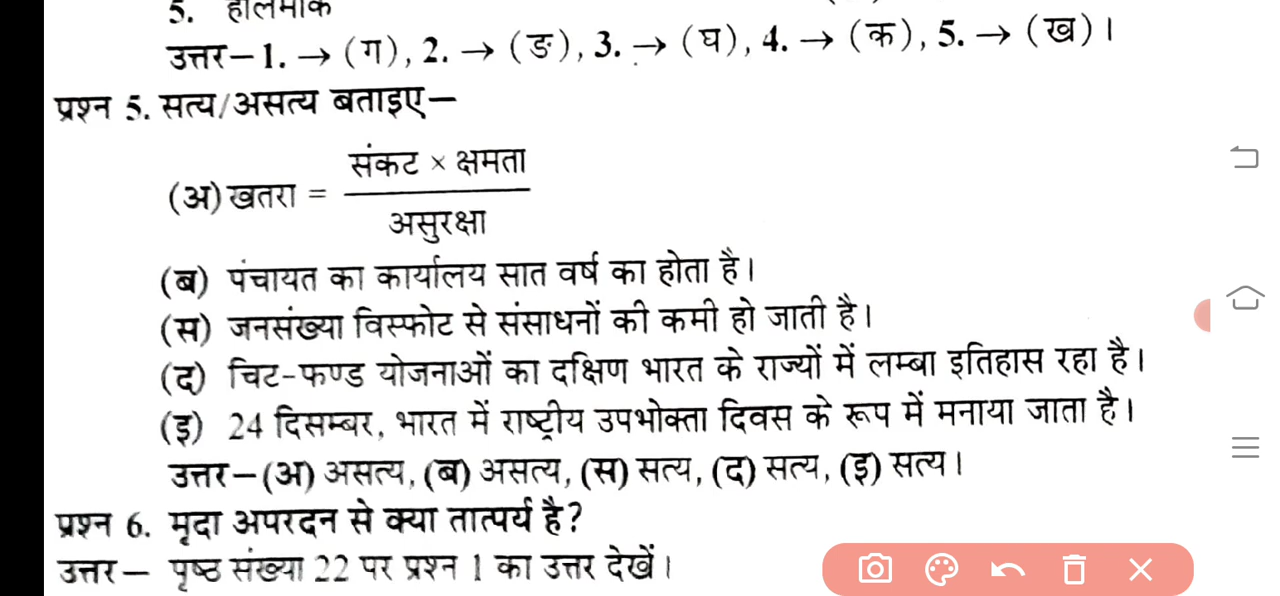 5. हालमार्क
उत्तर– 1. → (ग), 2. → (ङ), 3. → (घ), 4. → (क), 5. → (ख)।
प्रश्न 5. सत्य/असत्य बताइए–
(अ) खतरा = संकट × क्षमता / असुरक्षा
(ब) पंचायत का कार्यालय सात वर्ष का होता है।
(स) जनसंख्या विस्फोट से संसाधनों की कमी हो जाती है।
(द) चिट-फण्ड योजनाओं का दक्षिण भारत के राज्यों में लम्बा इतिहास रहा है।
(इ) 24 दिसम्बर, भारत में राष्ट्रीय उपभोक्ता दिवस के रूप में मनाया जाता है।
उत्तर– (अ) असत्य, (ब) असत्य, (स) सत्य, (द) सत्य, (इ) सत्य।
प्रश्न 6. मृदा अपरदन से क्या तात्पर्य है?
उत्तर– पृष्ठ संख्या 22 पर प्रश्न 1 का उत्तर देखें।